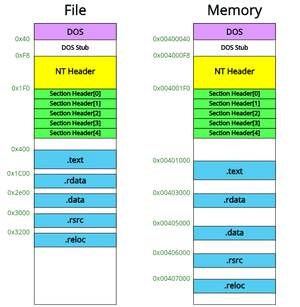 File
DOS
0x40
DOS Stub
0xF8
NT Header
0x1F0
Section Header[0]
Section Header[1]
Section Header[2]
Section Header[3]
Section Header[4]
0x400
.text
0x1C00
.rdata
0x2e00
.data
0x3000
.rsrc
0x3200
.reloc
Memory
DOS
0x00400040
DOS Stub
0x004000F8
NT Header
0x004001F0
Section Header[0]
Section Header[1]
Section Header[2]
Section Header[3]
Section Header[4]
0x00401000
.text
0x00403000
.rdata
0x00405000
.data
0x00406000
.rsrc
0x00407000
.reloc